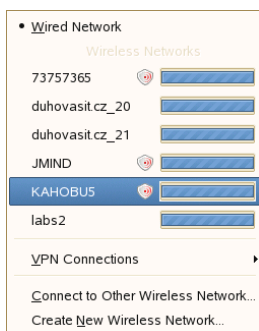 Wired Network
Wireless Networks
73757365
duhovasit.cz_20
duhovasit.cz_21
JMIND
KAHOBU5
labs2
VPN Connections
Connect to Other Wireless Network...
Create New Wireless Network...